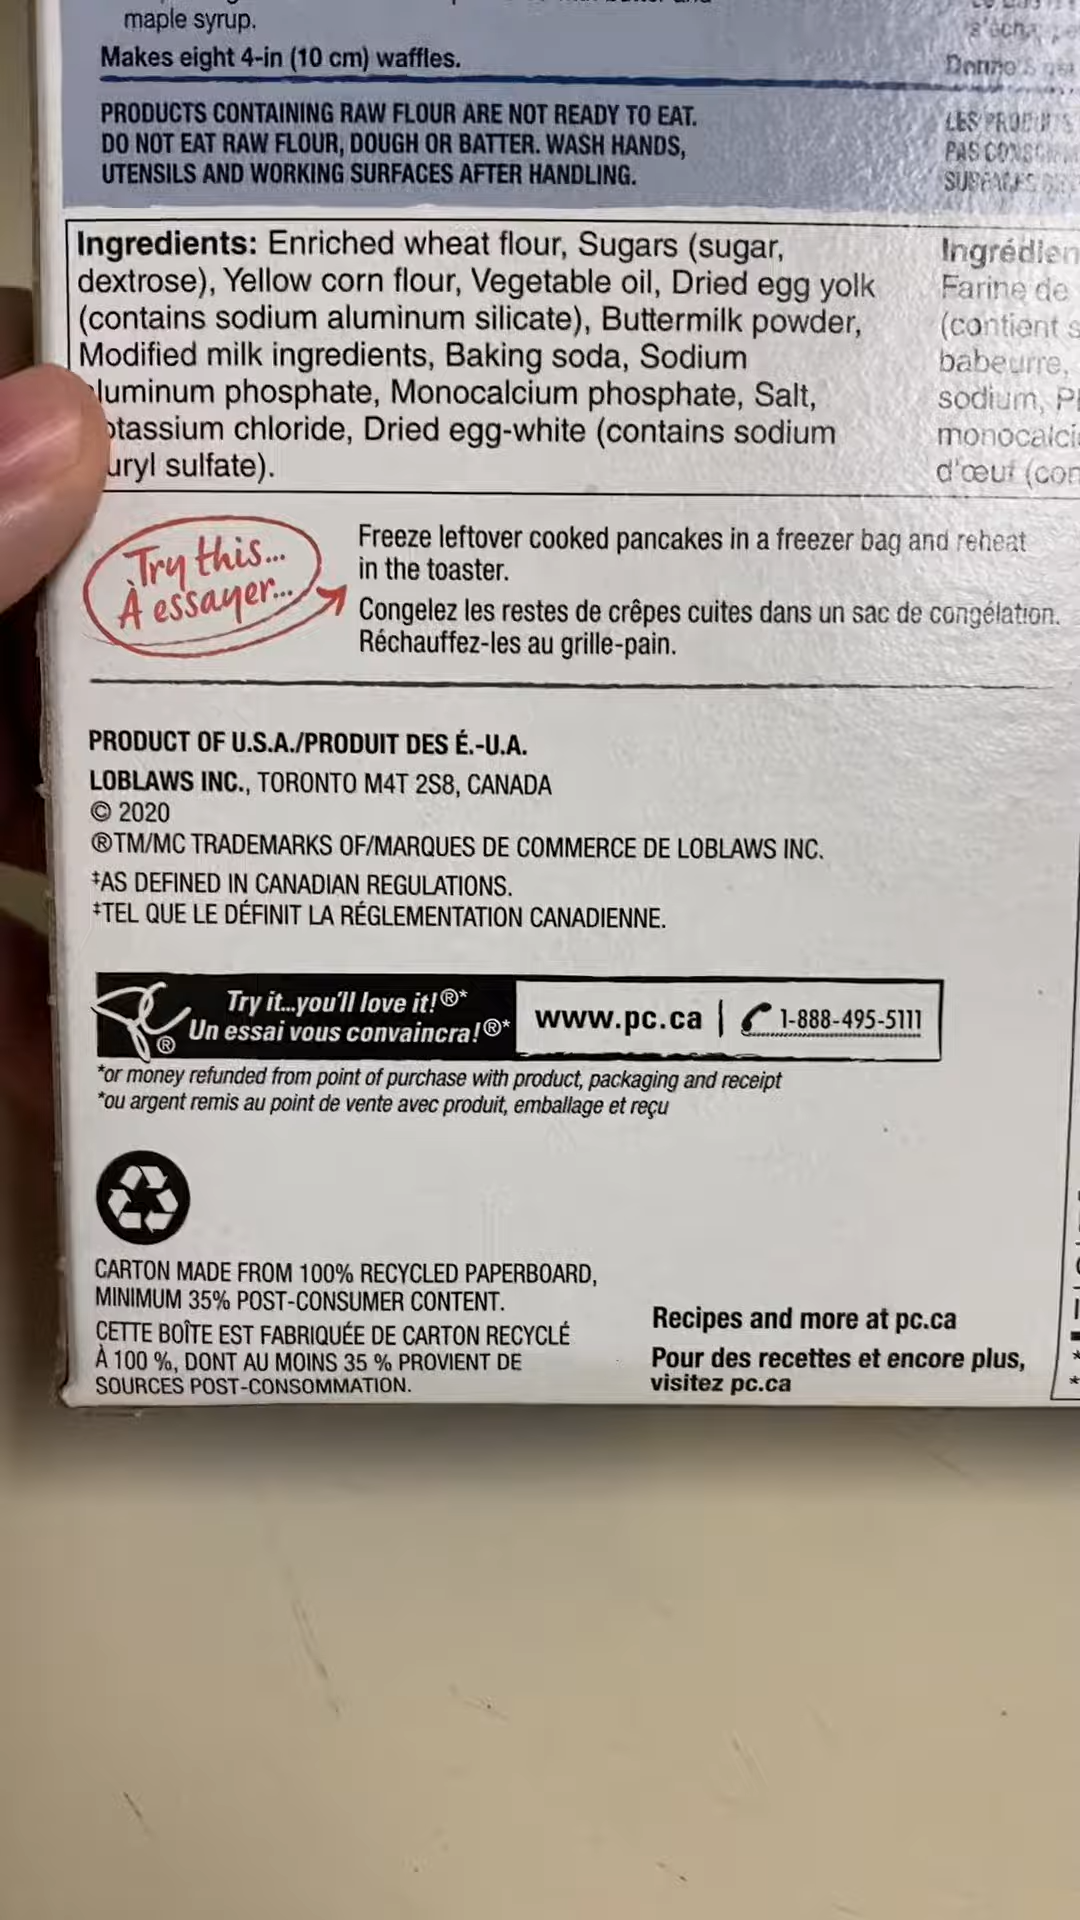 maple syrup.
Makes eight 4-in (10 cm) waffles.
PRODUCTS CONTAINING RAW FLOUR ARE NOT READY TO EAT.
DO NOT EAT RAW FLOUR, DOUGH OR BATTER. WASH HANDS,
UTENSILS AND WORKING SURFACES AFTER HANDLING.
LES
PAS
Ingredients: Enriched wheat flour, Sugars (sugar,
dextrose), Yellow corn flour, Vegetable oil, Dried egg yolk
(contains sodium aluminum silicate), Buttermilk powder,
Modified milk ingredients, Baking soda, Sodium
luminum phosphate, Monocalcium phosphate, Salt,
otassium chloride, Dried egg-white (contains sodium
uryl sulfate).
Ingrédien
Farine de
(contient s
babeurre,
sodium, P
monocalci
d'œuf (con
Try this...
À essayer...
Freeze leftover cooked pancakes in a freezer bag and reheat
in the toaster.
Congelez les restes de crêpes cuites dans un sac de congélation.
Réchauffez-les au grille-pain.
PRODUCT OF U.S.A./PRODUIT DES É.-U.A.
LOBLAWS INC., TORONTO M4T 2S8, CANADA
© 2020
®TM/MC TRADEMARKS OF/MARQUES DE COMMERCE DE LOBLAWS INC.
‡AS DEFINED IN CANADIAN REGULATIONS.
‡TEL QUE LE DÉFINIT LA RÉGLEMENTATION CANADIENNE.
Try it...you'll love it!®*
Un essai vous convaincra!®*
www.pc.ca | 1-888-495-5111
*or money refunded from point of purchase with product, packaging and receipt
*ou argent remis au point de vente avec produit, emballage et reçu
CARTON MADE FROM 100% RECYCLED PAPERBOARD,
MINIMUM 35% POST-CONSUMER CONTENT.
CETTE BOÎTE EST FABRIQUÉE DE CARTON RECYCLÉ
À 100 %, DONT AU MOINS 35 % PROVIENT DE
SOURCES POST-CONSOMMATION.
Recipes and more at pc.ca
Pour des recettes et encore plus,
visitez pc.ca